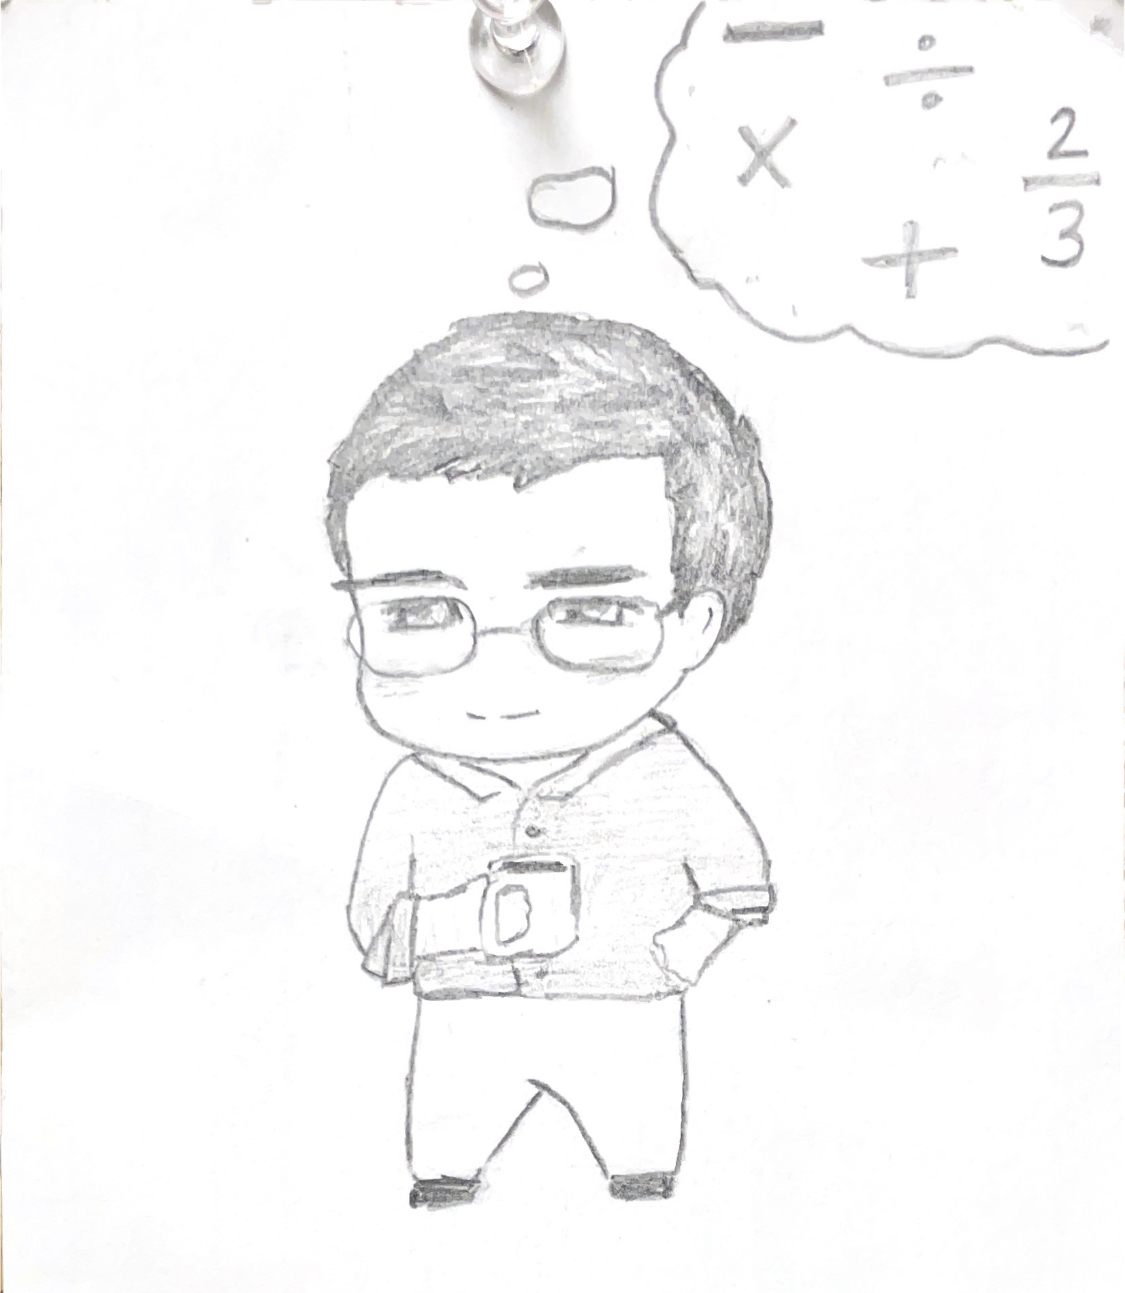 − ÷
× 2/3
+